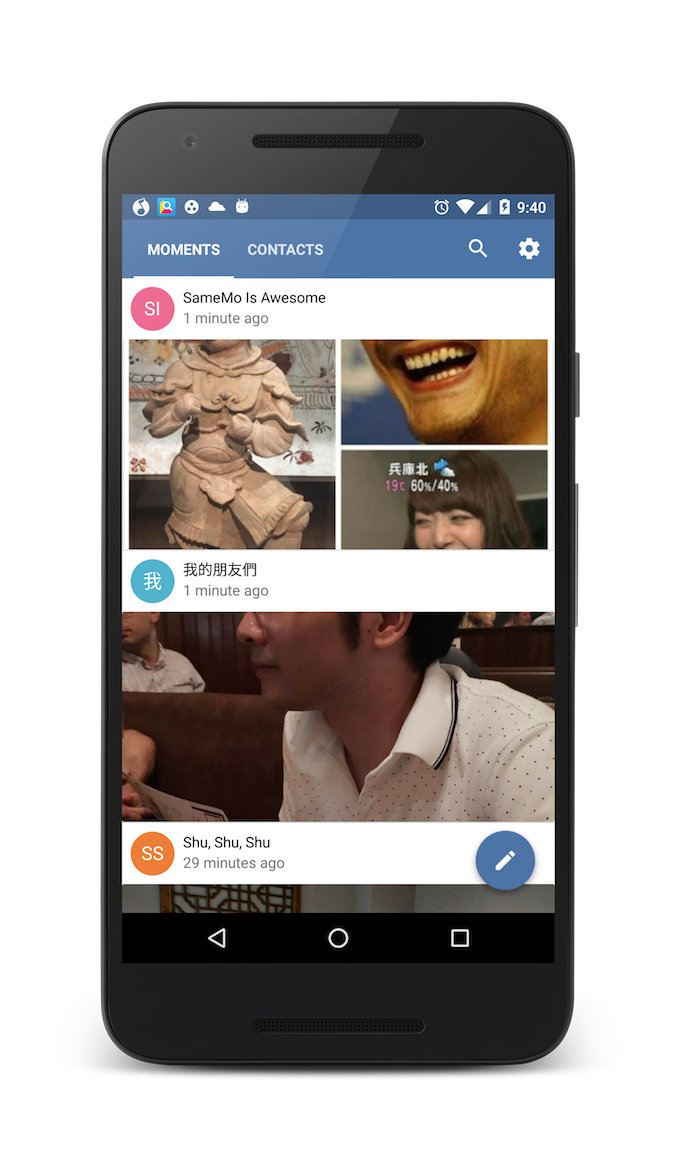 9:40
MOMENTS CONTACTS
SI
SameMo Is Awesome
1 minute ago
兵庫北
19℃ 60%/40%
我
我的朋友們
1 minute ago
SS
Shu, Shu, Shu
29 minutes ago